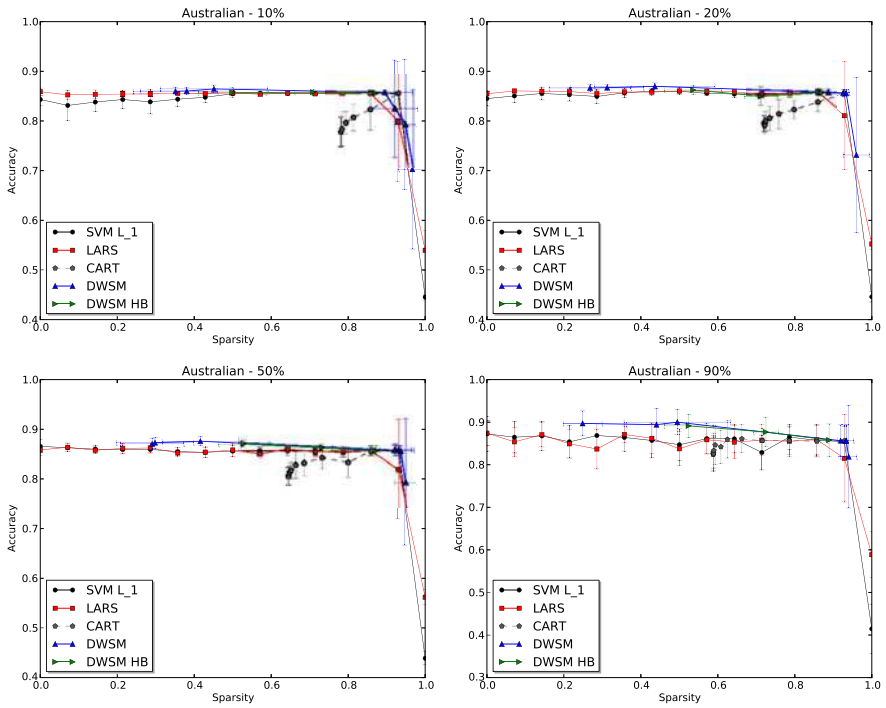 Australian - 10%
Accuracy
1.0
0.9
0.8
0.7
0.6
0.5
0.4
SVM L_1
LARS
CART
DWSM
DWSM HB
0.0 0.2 0.4 0.6 0.8 1.0
Sparsity
Australian - 20%
Accuracy
1.0
0.9
0.8
0.7
0.6
0.5
0.4
SVM L_1
LARS
CART
DWSM
DWSM HB
0.0 0.2 0.4 0.6 0.8 1.0
Sparsity
Australian - 50%
Accuracy
1.0
0.9
0.8
0.7
0.6
0.5
0.4
SVM L_1
LARS
CART
DWSM
DWSM HB
0.0 0.2 0.4 0.6 0.8 1.0
Sparsity
Australian - 90%
Accuracy
1.0
0.9
0.8
0.7
0.6
0.5
0.4
0.3
SVM L_1
LARS
CART
DWSM
DWSM HB
0.0 0.2 0.4 0.6 0.8 1.0
Sparsity